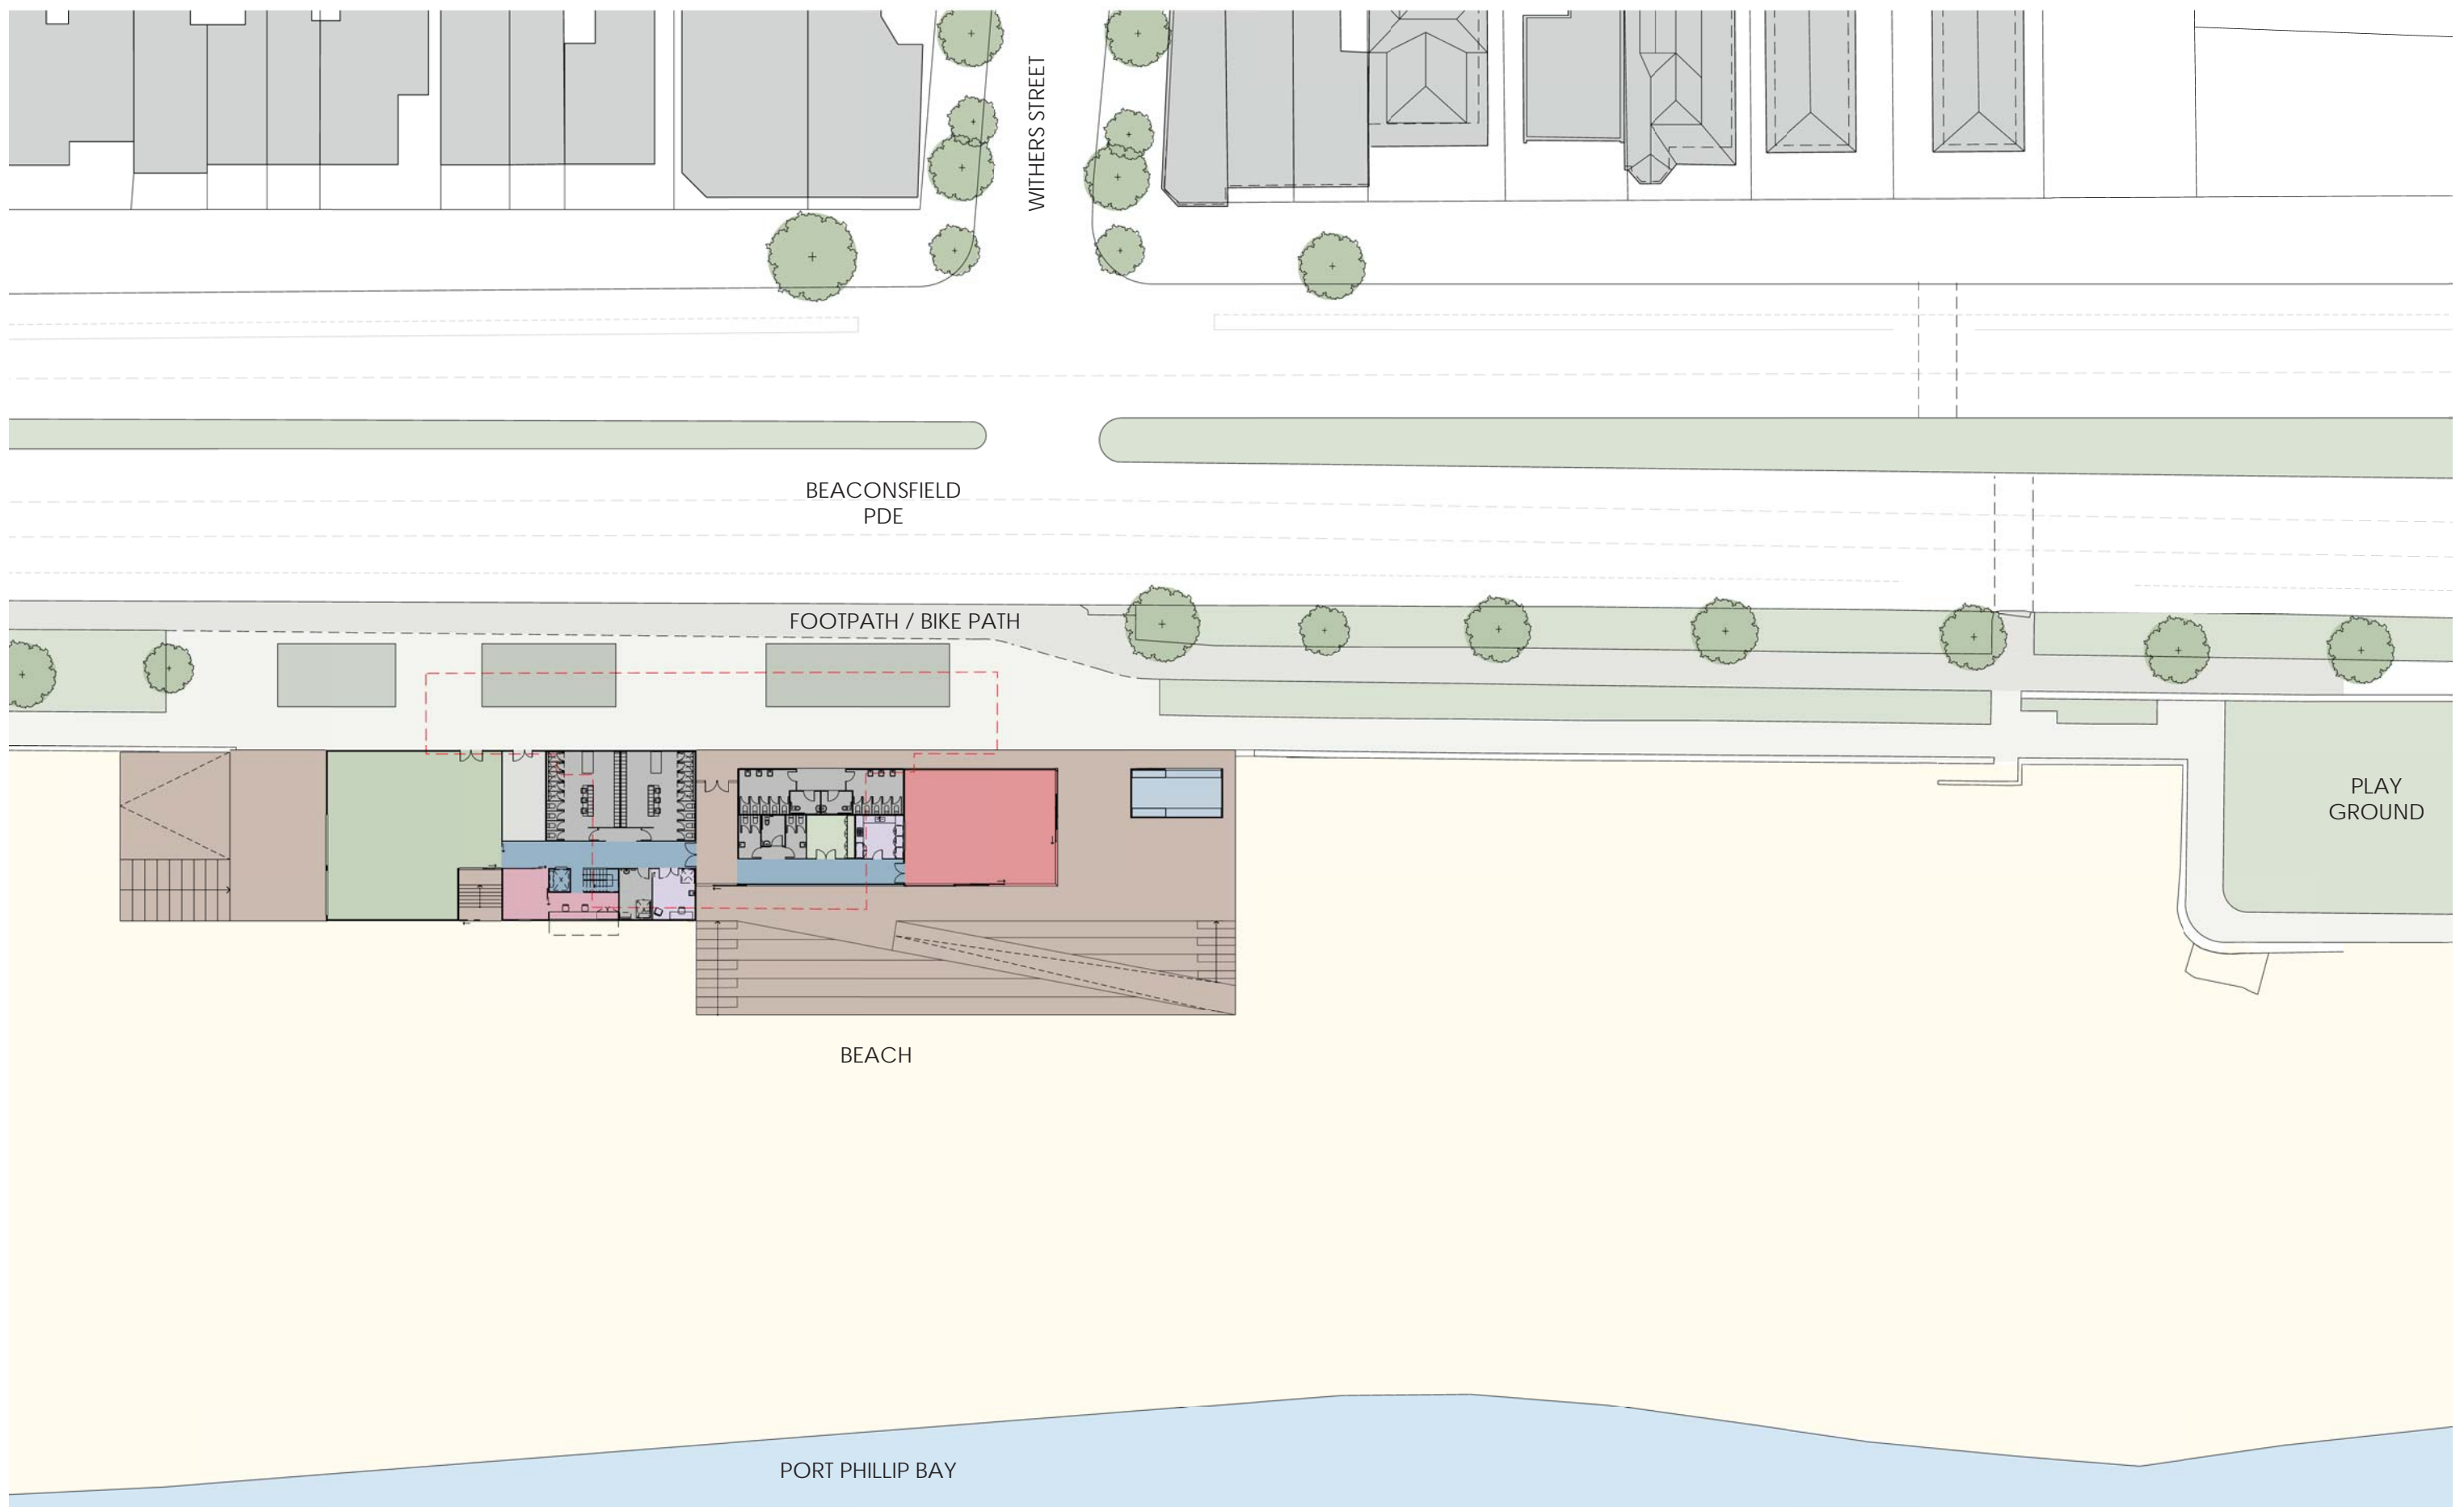 WITHERS STREET
BEACONSFIELD
PDE
FOOTPATH / BIKE PATH
PLAY
GROUND
BEACH
PORT PHILLIP BAY